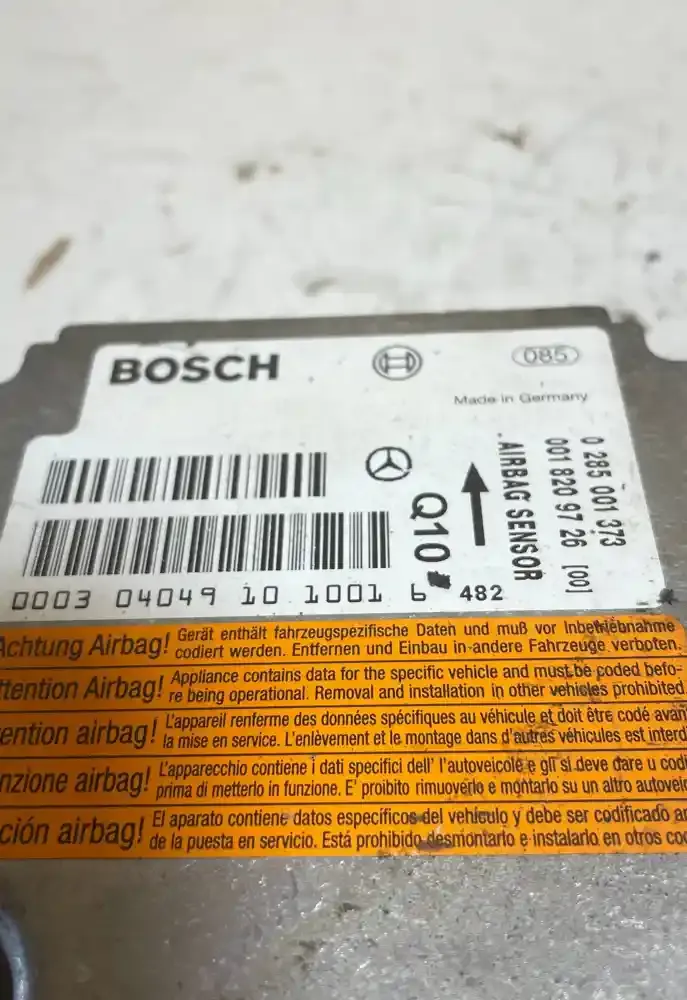 BOSCH
085
Made in Germany
0 285 001 373
001 820 97 26 [00]
AIRBAG SENSOR
Q10
482
0003 04049 10 1001 6
Achtung Airbag! Gerät enthält fahrzeugspezifische Daten und muß vor Inbetriebnahme
codiert werden. Entfernen und Einbau in andere Fahrzeuge verboten.
ttention Airbag! Appliance contains data for the specific vehicle and must be coded befo-
re being operational. Removal and installation in other vehicles prohibited
ention airbag! L'appareil renferme des données spécifiques au véhicule et doit être codé avan
la mise en service. L'enlèvement et le montage dans d'autres véhicules est interd
nzione airbag! L'apparecchio contiene i dati specifici dell' l'autoveicolo e gli si deve dare u codi
prima di metterlo in funzione. E' proibito rimuoverlo e montarlo su un altro autoveic
ción airbag! El aparato contiene datos específicos del vehículo y debe ser codificado an
de la puesta en servicio. Está prohibido desmontarlo e instalarlo en otros co